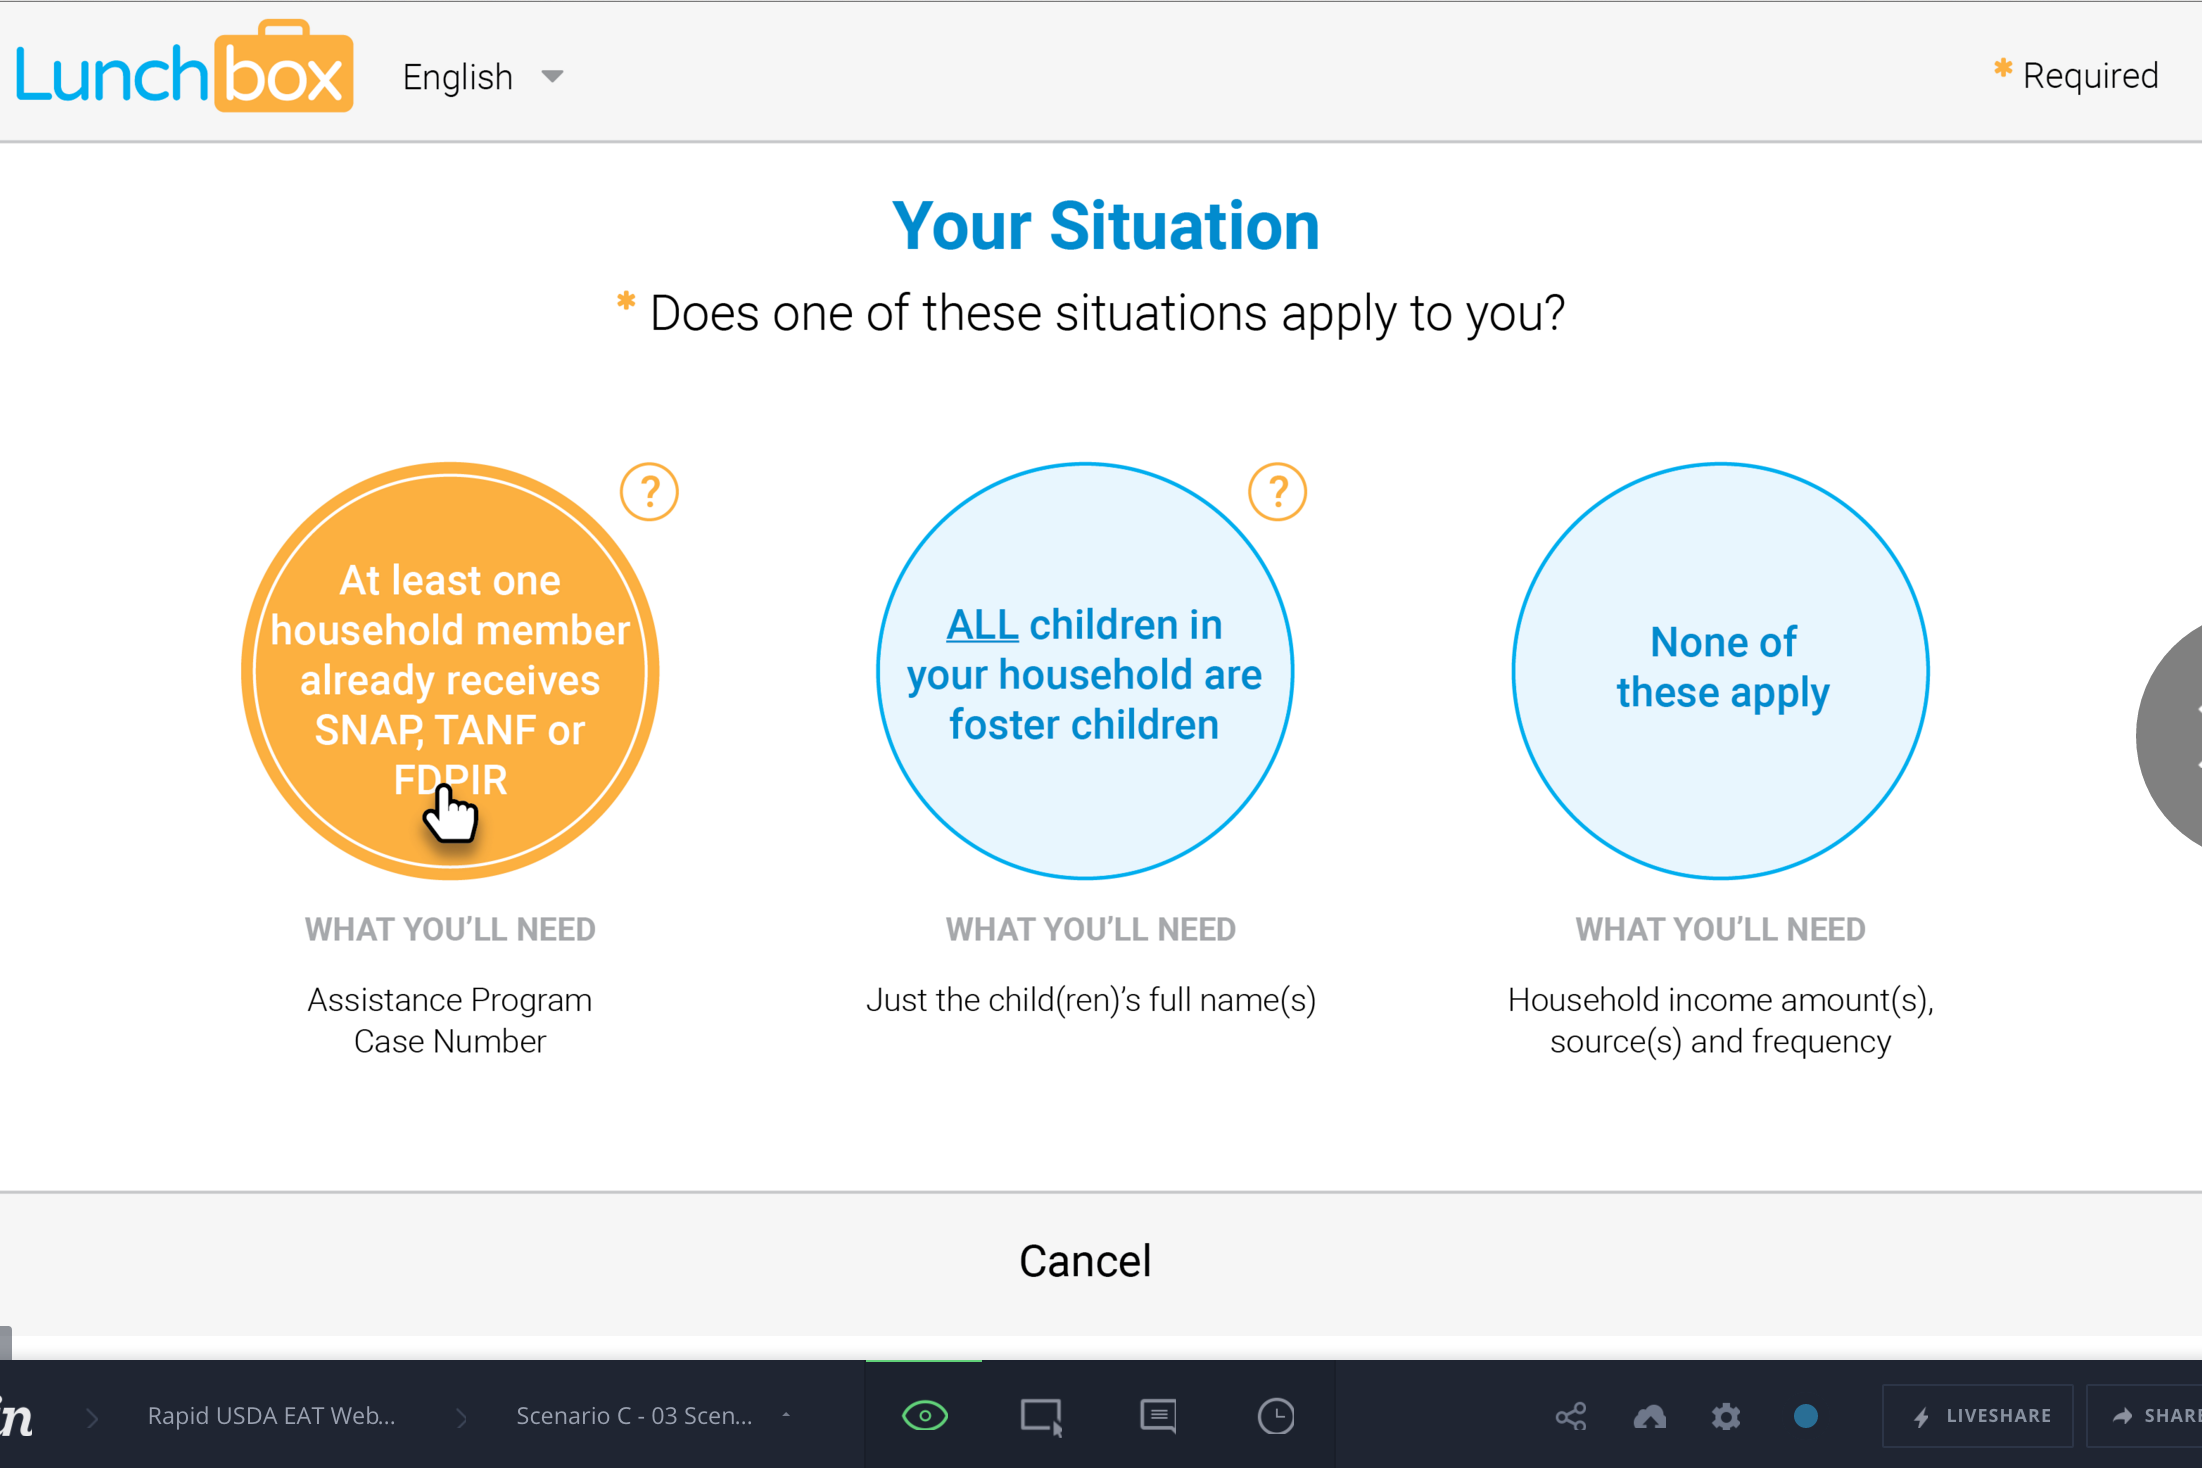 Lunchbox
English
* Required
Your Situation
* Does one of these situations apply to you?
At least one
household member
already receives
SNAP, TANF or
FDPIR
?
ALL children in
your household are
foster children
?
None of
these apply
WHAT YOU’LL NEED
Assistance Program
Case Number
WHAT YOU’LL NEED
Just the child(ren)’s full name(s)
WHAT YOU’LL NEED
Household income amount(s),
source(s) and frequency
Cancel
in
Rapid USDA EAT Web...
Scenario C - 03 Scen...
LIVESHARE
SHARE